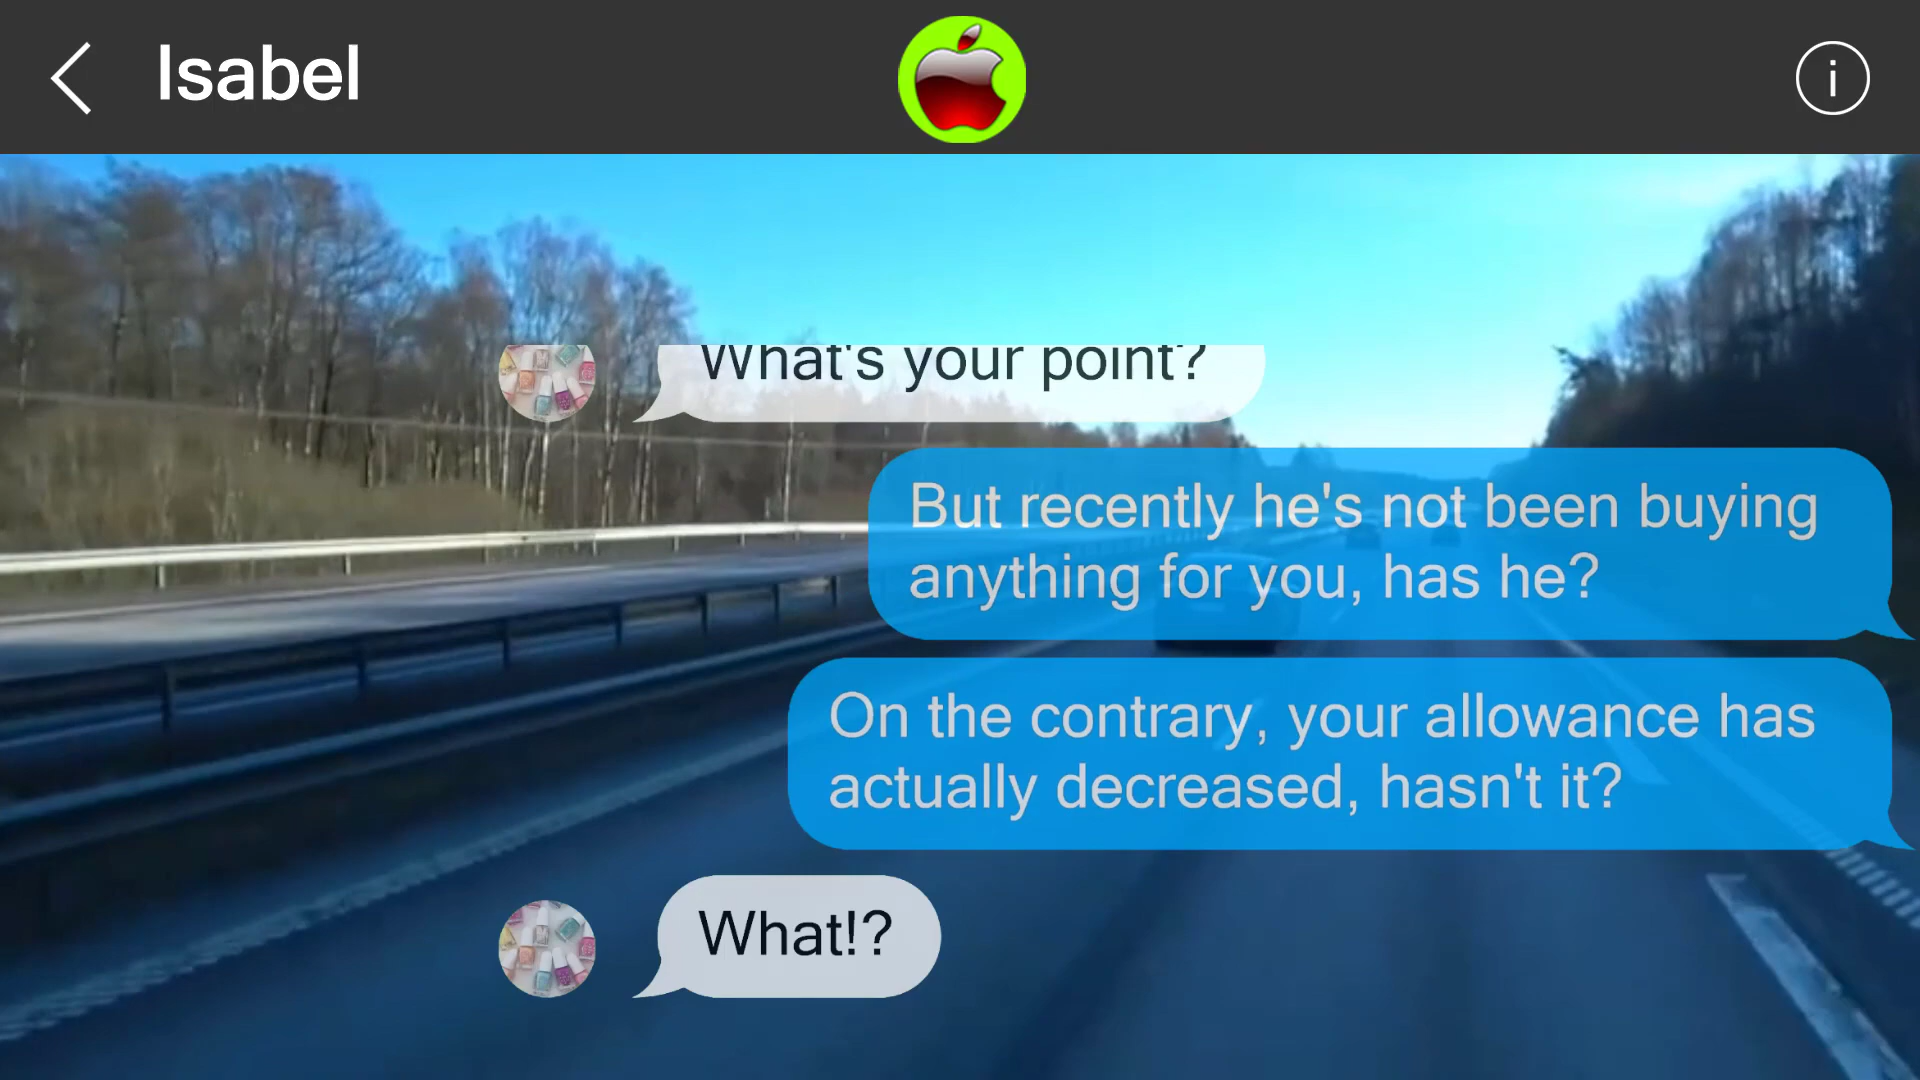 Isabel
i
What's your point?
But recently he's not been buying
anything for you, has he?
On the contrary, your allowance has
actually decreased, hasn't it?
What!?